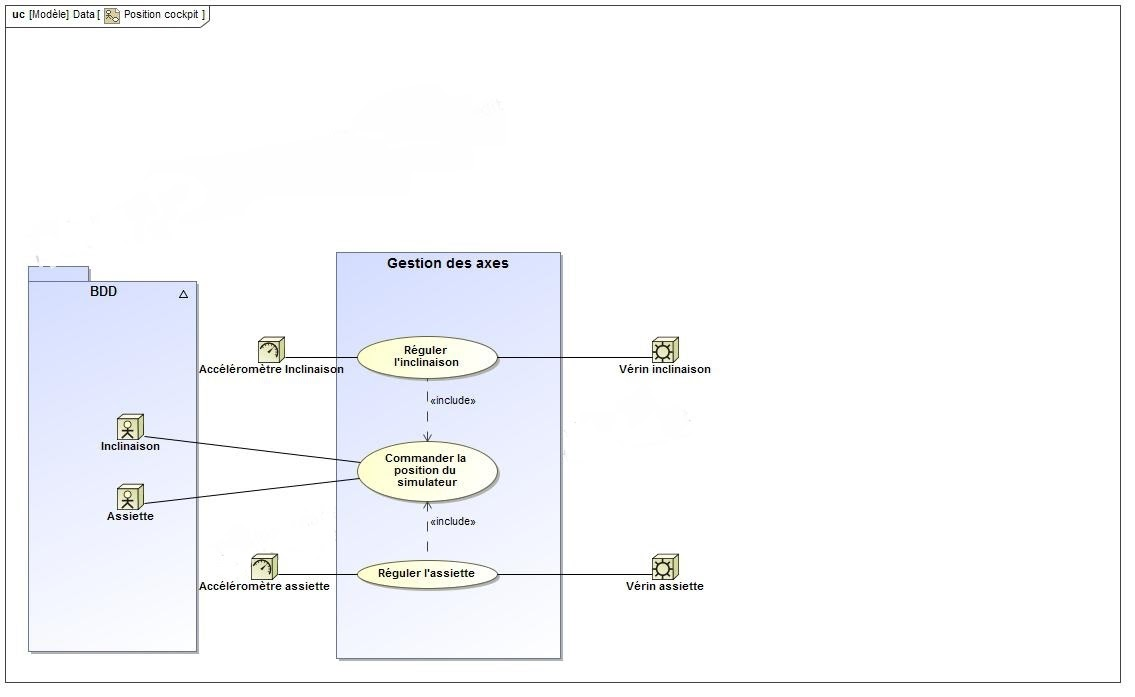 uc [Modèle] Data [ Position cockpit ]
Gestion des axes
BDD
Réguler
l'inclinaison
Accéléromètre Inclinaison
Vérin inclinaison
«include»
Inclinaison
Commander la
position du
simulateur
Assiette
«include»
Réguler l'assiette
Accéléromètre assiette
Vérin assiette